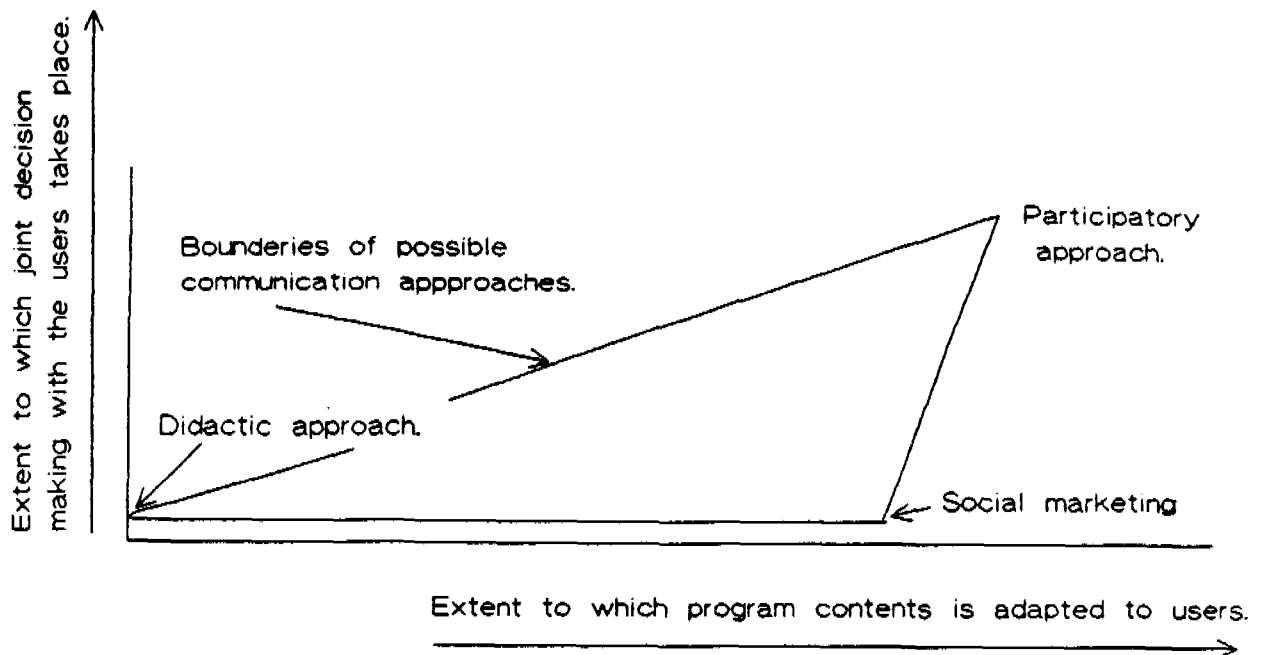 Extent to which joint decision
making with the users takes place.
Bounderies of possible
communication appproaches.
Participatory
approach.
Didactic approach.
Social marketing
Extent to which program contents is adapted to users.